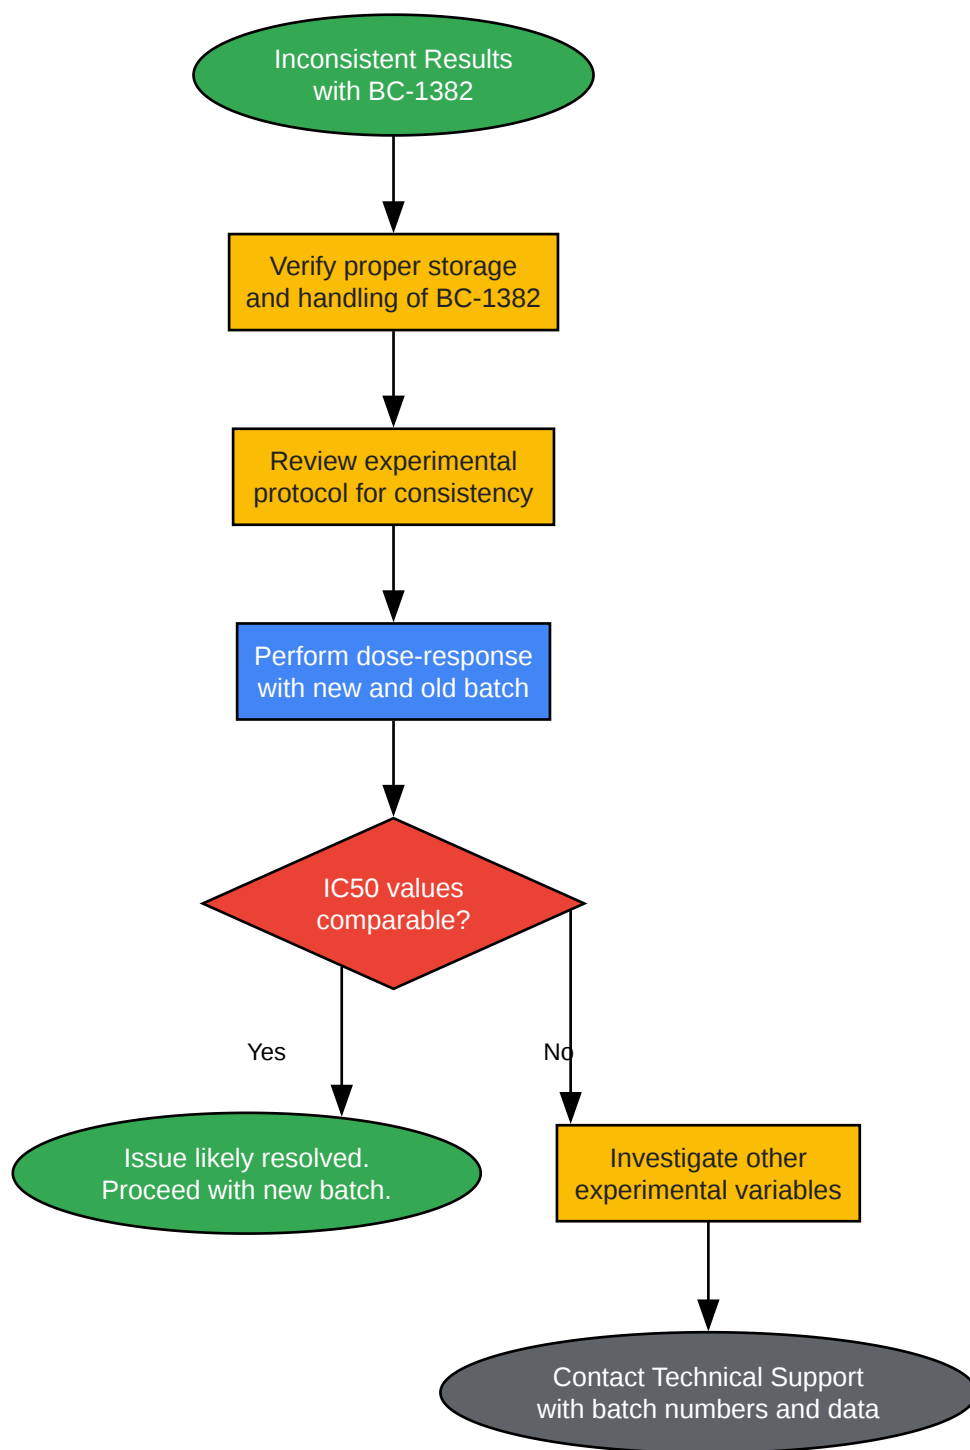 Inconsistent Results
with BC-1382
Verify proper storage
and handling of BC-1382
Review experimental
protocol for consistency
Perform dose-response
with new and old batch
IC50 values
comparable?
Yes
No
Issue likely resolved.
Proceed with new batch.
Investigate other
experimental variables
Contact Technical Support
with batch numbers and data